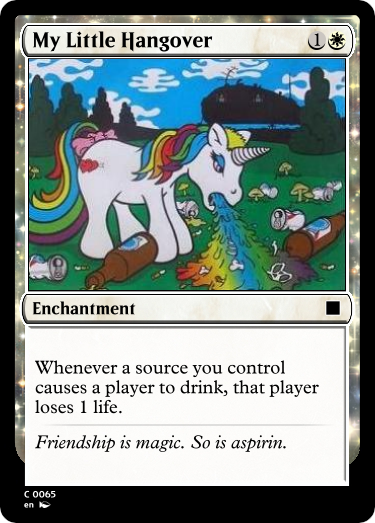 My Little Hangover 1
Enchantment
Whenever a source you control
causes a player to drink, that player
loses 1 life.
Friendship is magic. So is aspirin.
C 0065
en